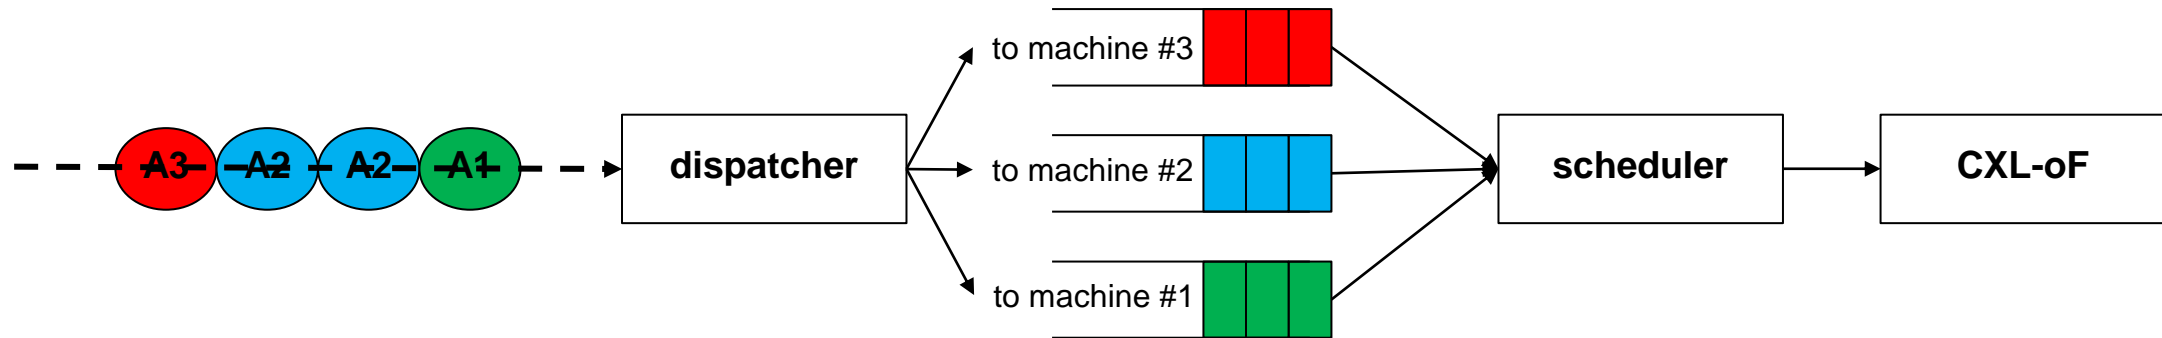 A3 A2 A2 A1
dispatcher
to machine #3
to machine #2
to machine #1
scheduler
CXL-oF